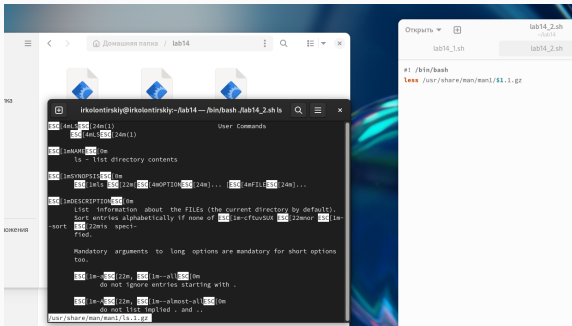 Домашняя папка / lab14
пка
ложения
irkolontirskiy@irkolontirskiy:~/lab14 — /bin/bash ./lab14_2.sh ls
ESC[4mLSESC[24m(1) User Commands
ESC[4mLSESC[24m(1)
ESC[1mNAMEESC[0m
ls - list directory contents
ESC[1mSYNOPSISESC[0m
ESC[1mls ESC[22m[ESC[4mOPTIONESC[24m]... [ESC[4mFILEESC[24m]...
ESC[1mDESCRIPTIONESC[0m
List information about the FILEs (the current directory by default).
Sort entries alphabetically if none of ESC[1m-cftuvSUX ESC[22mnor ESC[1m-
-sort ESC[22mis speci-
fied.
Mandatory arguments to long options are mandatory for short options
too.
ESC[1m-aESC[22m, ESC[1m--allESC[0m
do not ignore entries starting with .
ESC[1m-AESC[22m, ESC[1m--almost-allESC[0m
do not list implied . and ..
/usr/share/man/man1/ls.1.gz
Открыть
lab14_2.sh
~/lab14
lab14_1.sh
lab14_2.sh
#! /bin/bash
less /usr/share/man/man1/$1.1.gz